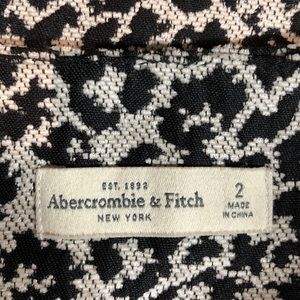 EST. 1892
Abercrombie & Fitch
NEW YORK
2
MADE
IN CHINA